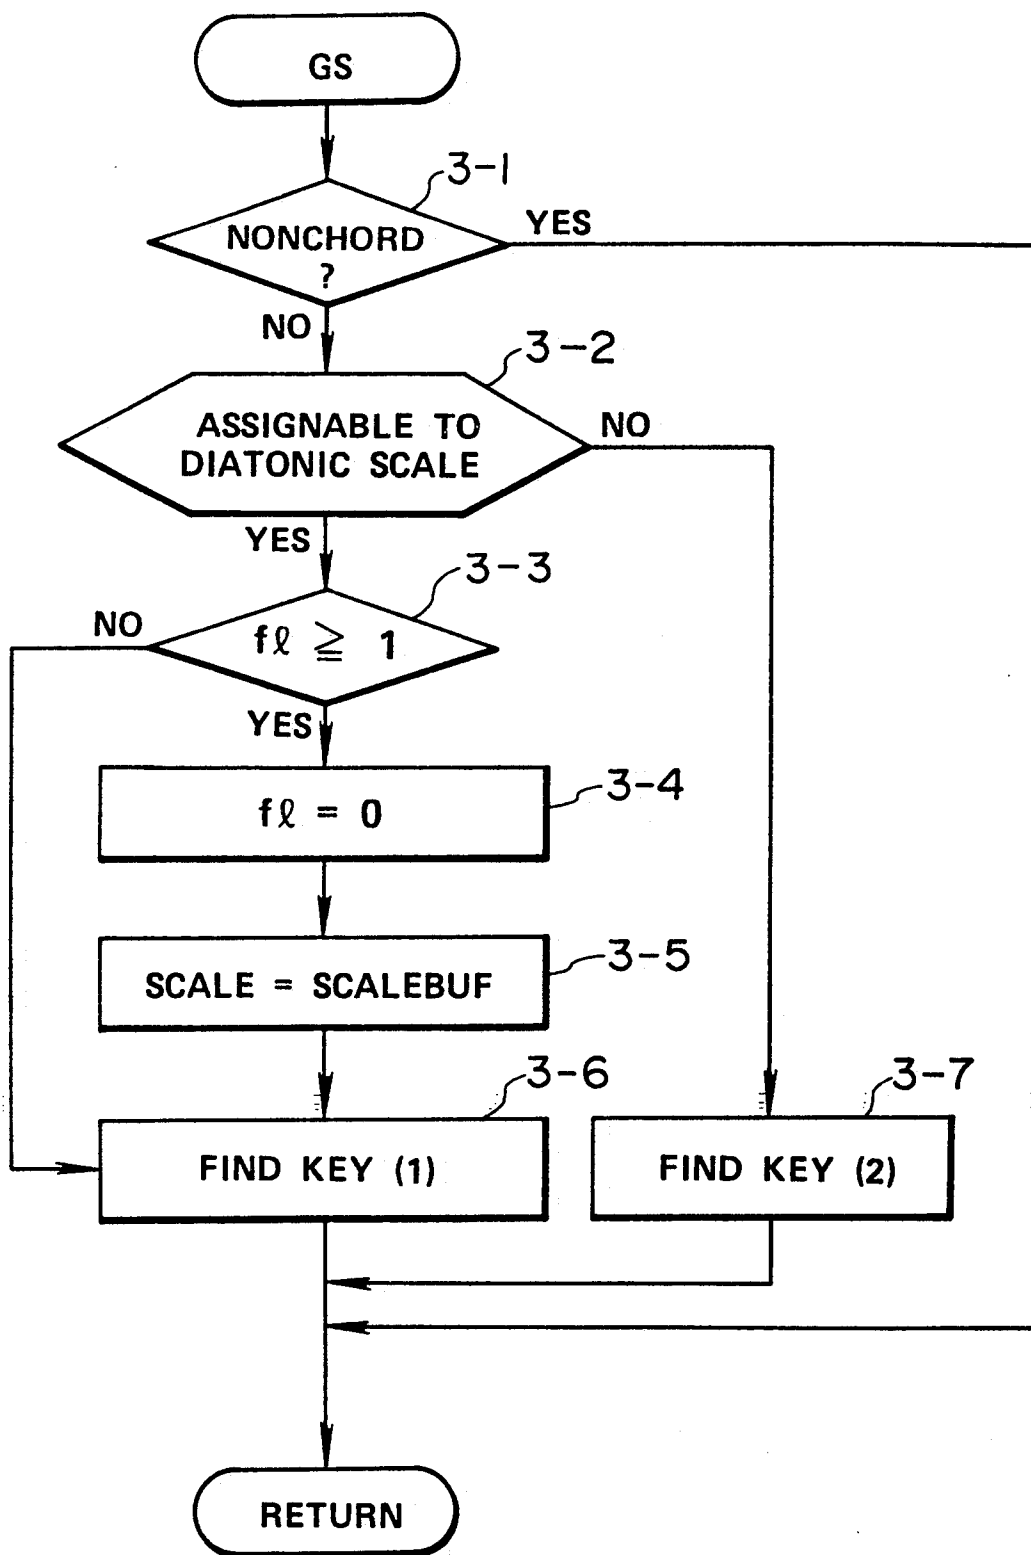 GS
3-1
NONCHORD
?
YES
NO
3-2
ASSIGNABLE TO
DIATONIC SCALE
NO
YES
3-3
NO
fℓ ≧ 1
YES
3-4
fℓ = 0
3-5
SCALE = SCALEBUF
3-6
3-7
FIND KEY (1)
FIND KEY (2)
RETURN